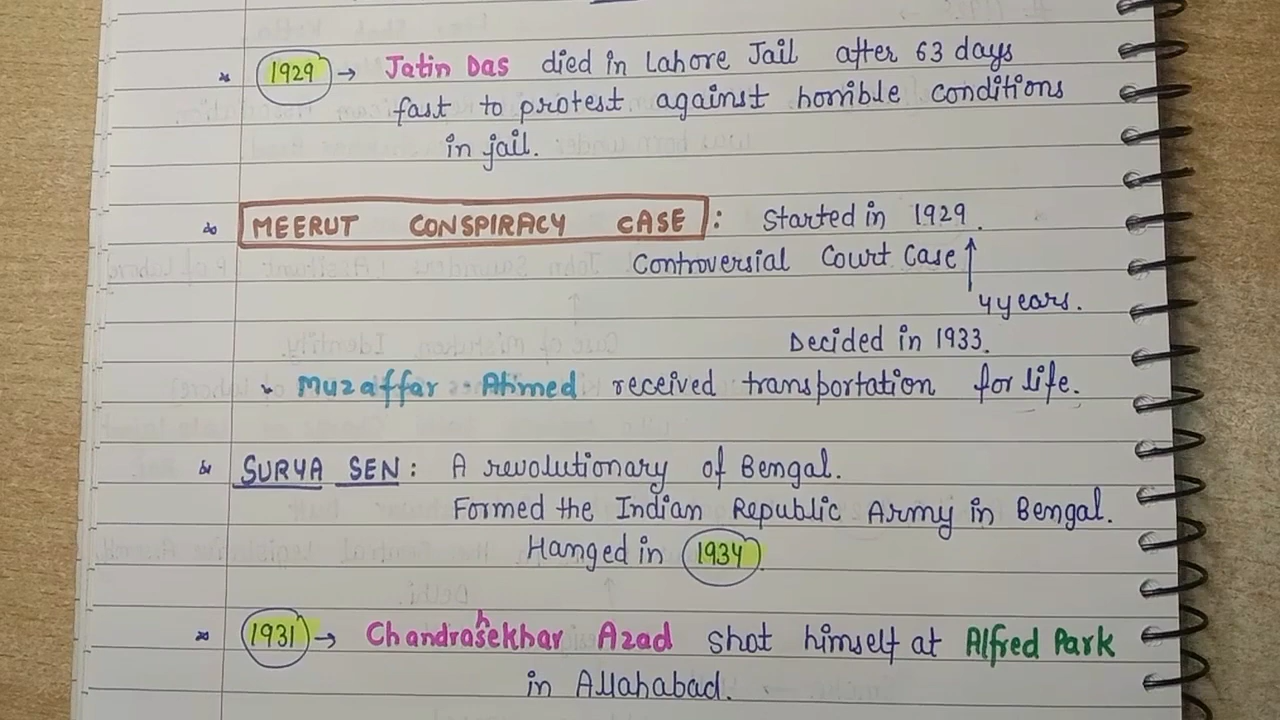 1929 → Jatin Das died in Lahore Jail after 63 days
fast to protest against horrible conditions
in jail.
MEERUT CONSPIRACY CASE : Started in 1929.
Controversial Court Case
4 years.
Decided in 1933.
Muzaffar Ahmed received transportation for life.
SURYA SEN : A revolutionary of Bengal.
Formed the Indian Republic Army in Bengal.
Hanged in 1934
1931 → Chandrashekhar Azad shot himself at Alfred Park
in Allahabad.